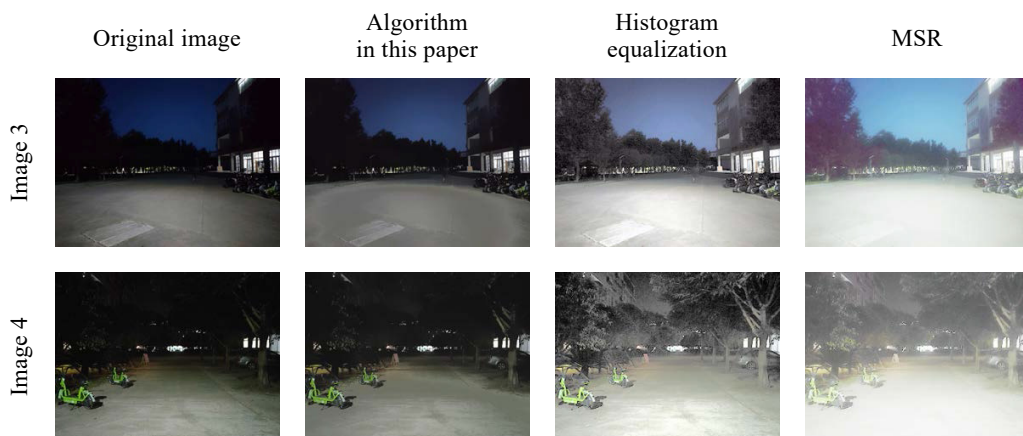 Original image
Algorithm
in this paper
Histogram
equalization
MSR
Image 3
Image 4